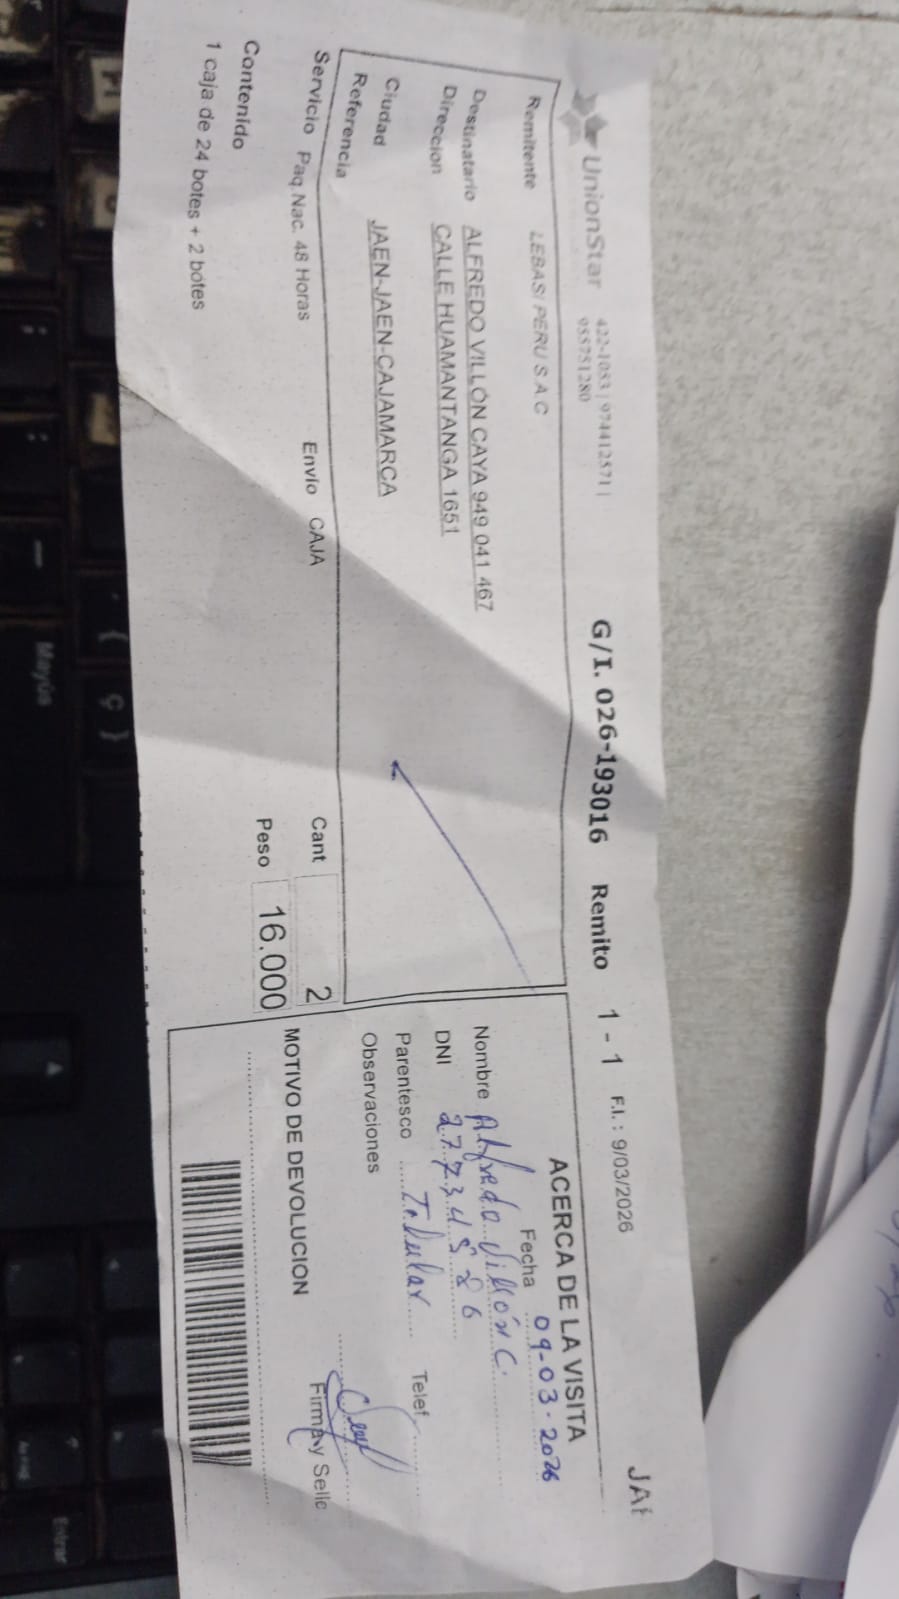 UnionStar 422-1053 | 974412571 |
955751280
G/I. 026-193016 Remito 1 - 1 F.I. : 9/03/2026
JAE
Remitente LEBASI PERU S.A.C
Destinatario ALFREDO VILLÓN CAYA 949 041 467
Direccion CALLE HUAMANTANGA 1651
Ciudad JAEN-JAEN-CAJAMARCA
Referencia
Servicio Paq Nac. 48 Horas Envio CAJA Cant 2
Peso 16.000
Contenido
1 caja de 24 botes + 2 botes
ACERCA DE LA VISITA
Fecha 09-03-2026
Nombre Alfredo Villón C.
DNI 27734526
Parentesco Titular Telef
Observaciones
Firma y Sello
MOTIVO DE DEVOLUCION
Mayús
Ç }
{
Entrar